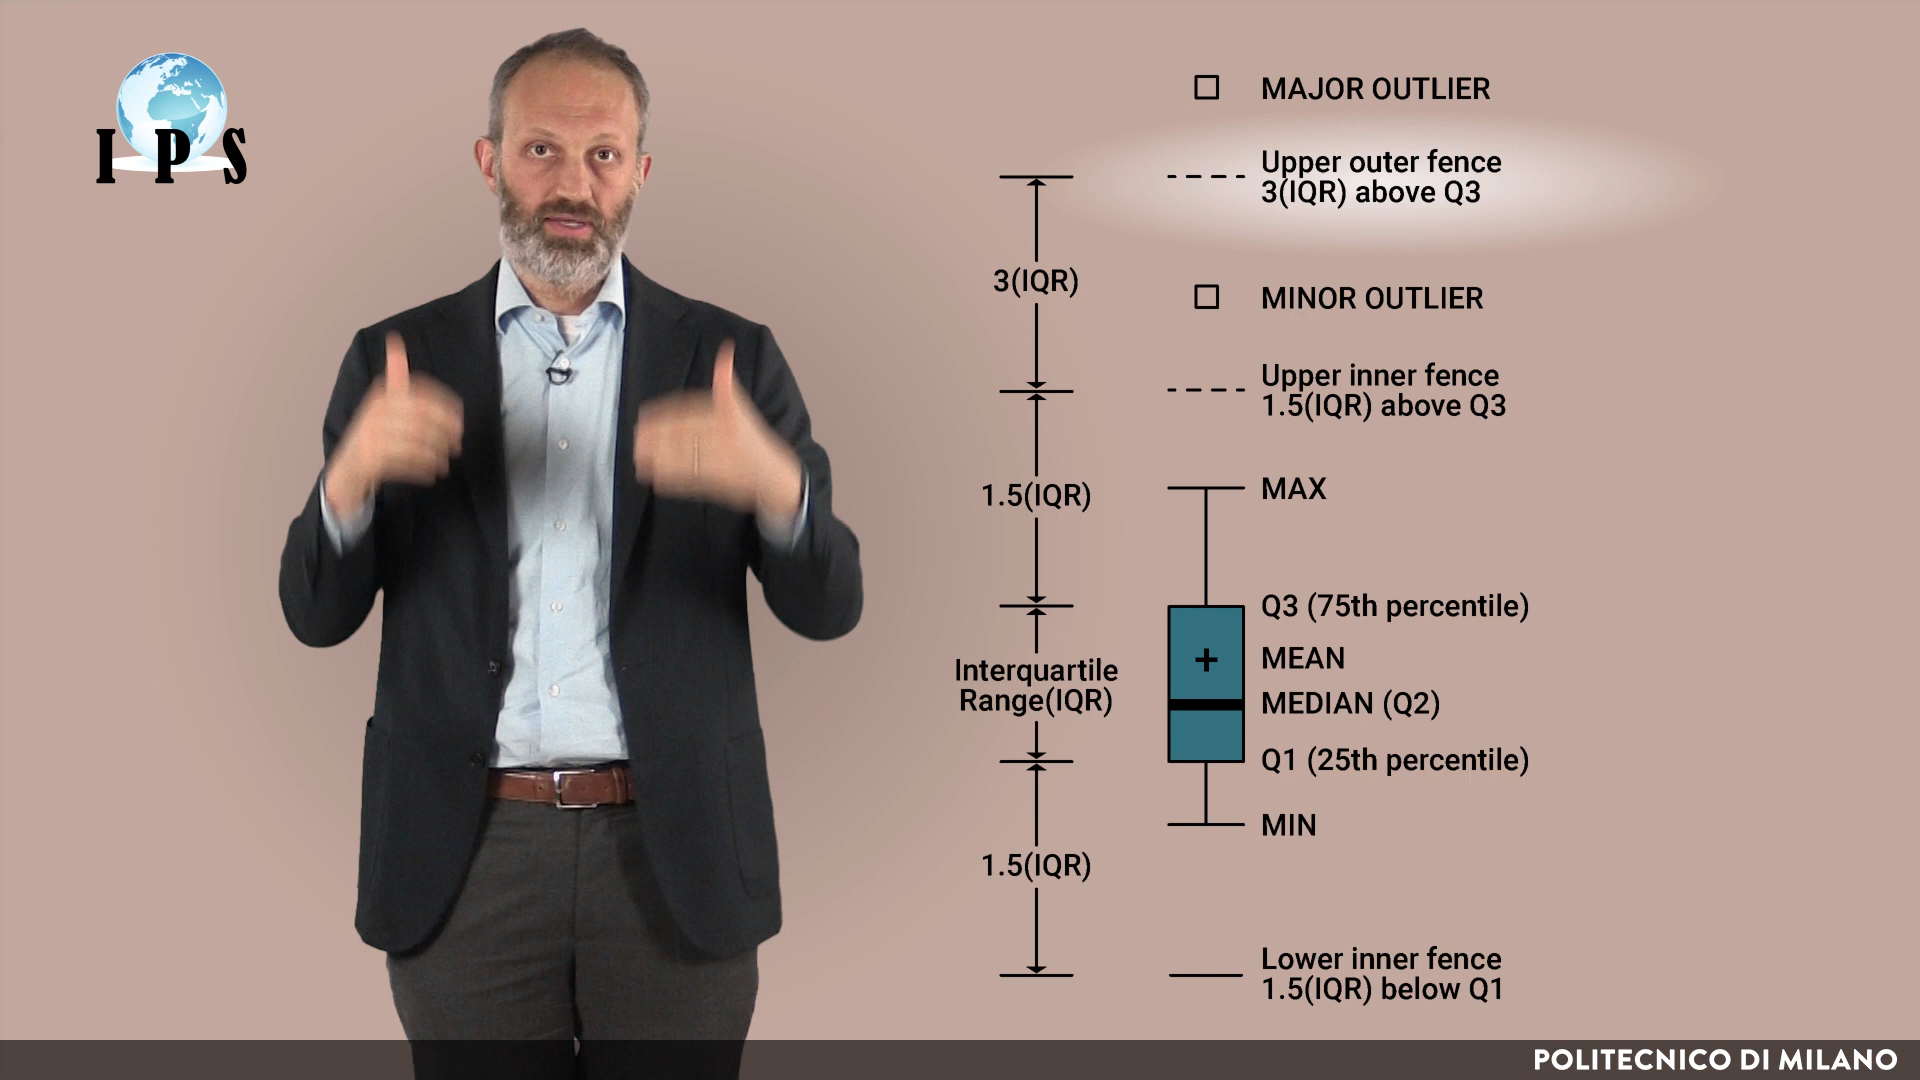 I P S
MAJOR OUTLIER
Upper outer fence
3(IQR) above Q3
3(IQR)
MINOR OUTLIER
Upper inner fence
1.5(IQR) above Q3
1.5(IQR)
MAX
Q3 (75th percentile)
Interquartile
Range(IQR)
MEAN
MEDIAN (Q2)
Q1 (25th percentile)
MIN
1.5(IQR)
Lower inner fence
1.5(IQR) below Q1
POLITECNICO DI MILANO